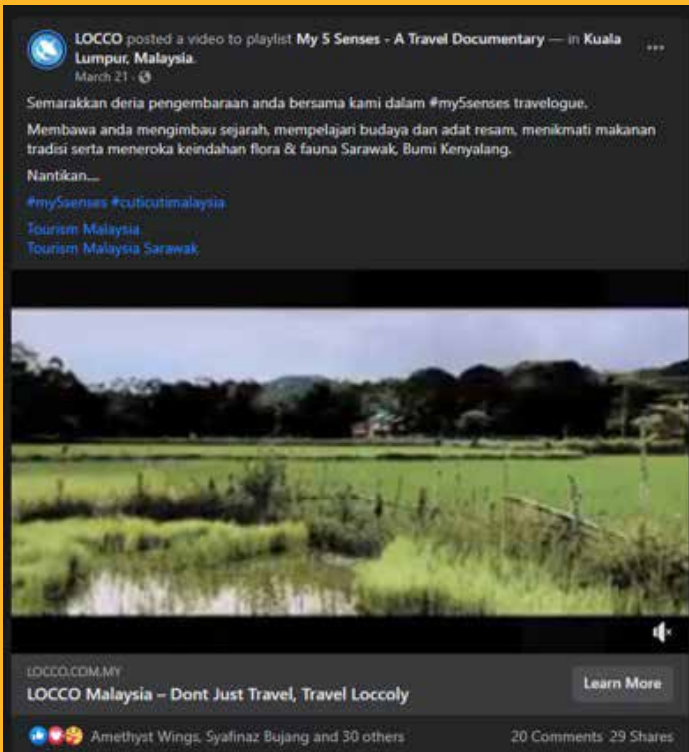 LOCCO posted a video to playlist My 5 Senses - A Travel Documentary — in Kuala
Lumpur, Malaysia.
March 21 ·
Semarakkan deria pengembaraan anda bersama kami dalam #my5senses travelogue.
Membawa anda mengimbau sejarah, mempelajari budaya dan adat resam, menikmati makanan
tradisi serta meneroka keindahan flora & fauna Sarawak, Bumi Kenyalang.
Nantikan....
#my5senses #cuticutimalaysia
Tourism Malaysia
Tourism Malaysia Sarawak
LOCCO.COM.MY
LOCCO Malaysia – Dont Just Travel, Travel Loccoly
Learn More
Amethyst Wings, Syafinaz Bujang and 30 others
20 Comments 29 Shares